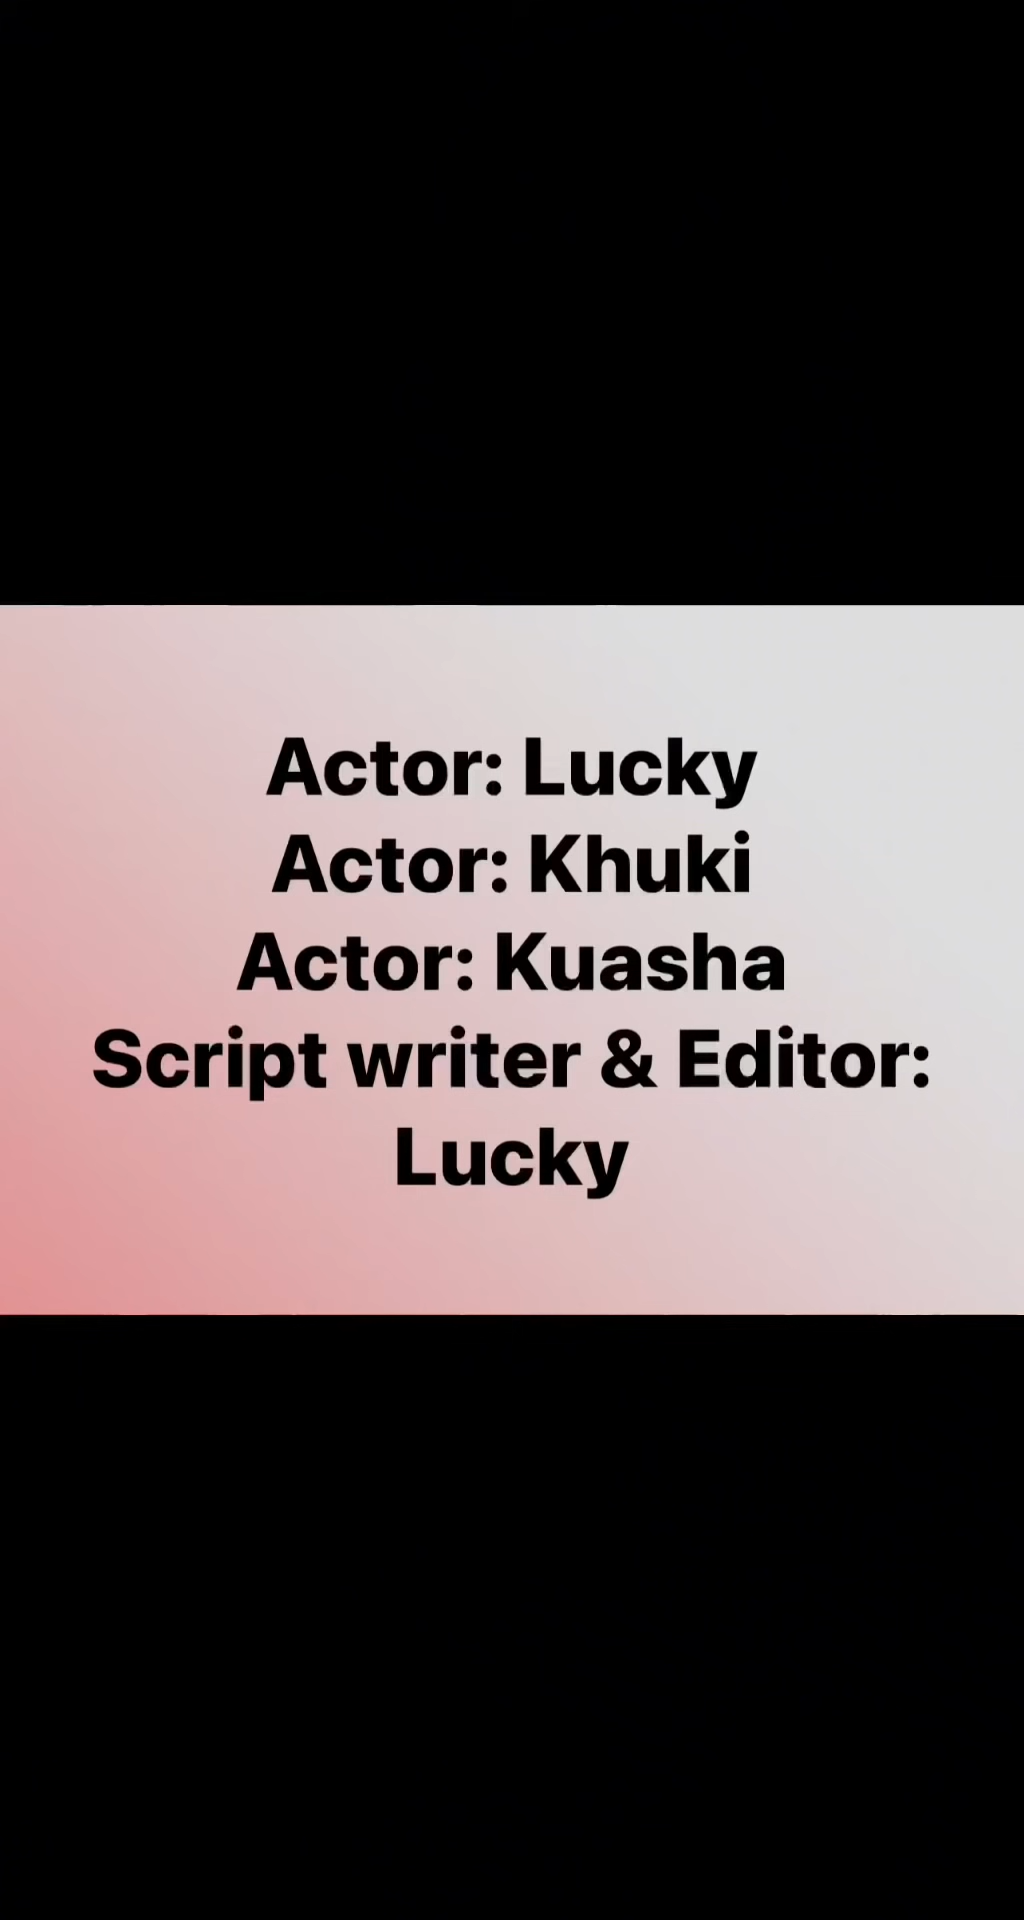 Actor: Lucky
Actor: Khuki
Actor: Kuasha
Script writer & Editor:
Lucky